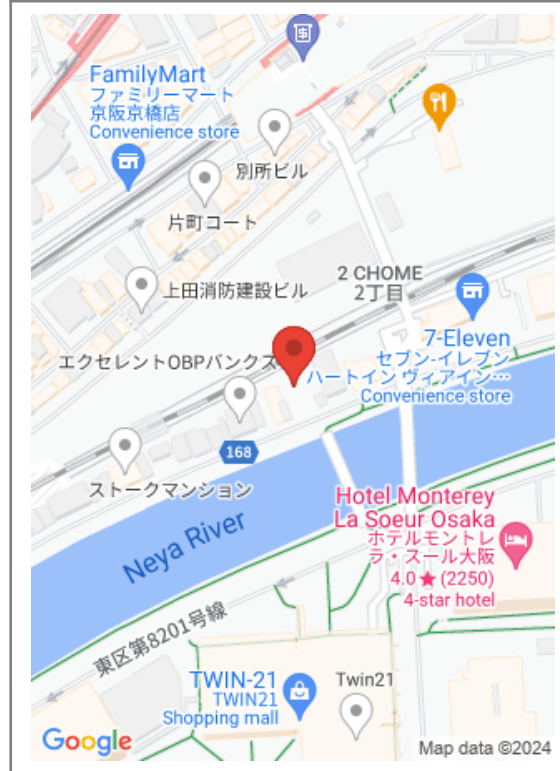 FamilyMart
ファミリーマート
京阪京橋店
Convenience store
別所ビル
片町コート
上田消防建設ビル
2 CHOME
2丁目
7-Eleven
セブン-イレブン
ハートイン ヴィアイン…
Convenience store
エクセレントOBPバンクス
168
ストークマンション
Neya River
Hotel Monterey
La Soeur Osaka
ホテルモントレ
ラ・スール大阪
4.0★(2250)
4-star hotel
東区第8201号線
TWIN-21
TWIN21
Shopping mall
Twin21
Google
Map data ©2024